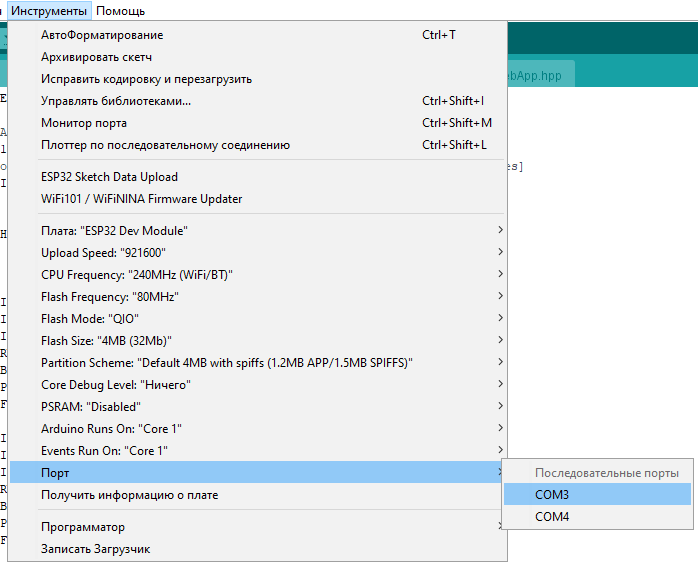 Инструменты Помощь
АвтоФорматирование Ctrl+T
Архивировать скетч
Исправить кодировку и перезагрузить
Управлять библиотеками... Ctrl+Shift+I
Монитор порта Ctrl+Shift+M
Плоттер по последовательному соединению Ctrl+Shift+L
ESP32 Sketch Data Upload
WiFi101 / WiFiNINA Firmware Updater
Плата: "ESP32 Dev Module"
Upload Speed: "921600"
CPU Frequency: "240MHz (WiFi/BT)"
Flash Frequency: "80MHz"
Flash Mode: "QIO"
Flash Size: "4MB (32Mb)"
Partition Scheme: "Default 4MB with spiffs (1.2MB APP/1.5MB SPIFFS)"
Core Debug Level: "Ничего"
PSRAM: "Disabled"
Arduino Runs On: "Core 1"
Events Run On: "Core 1"
Порт
Получить информацию о плате
Программатор
Записать Загрузчик
Последовательные порты
COM3
COM4
ebApp.hpp
es]